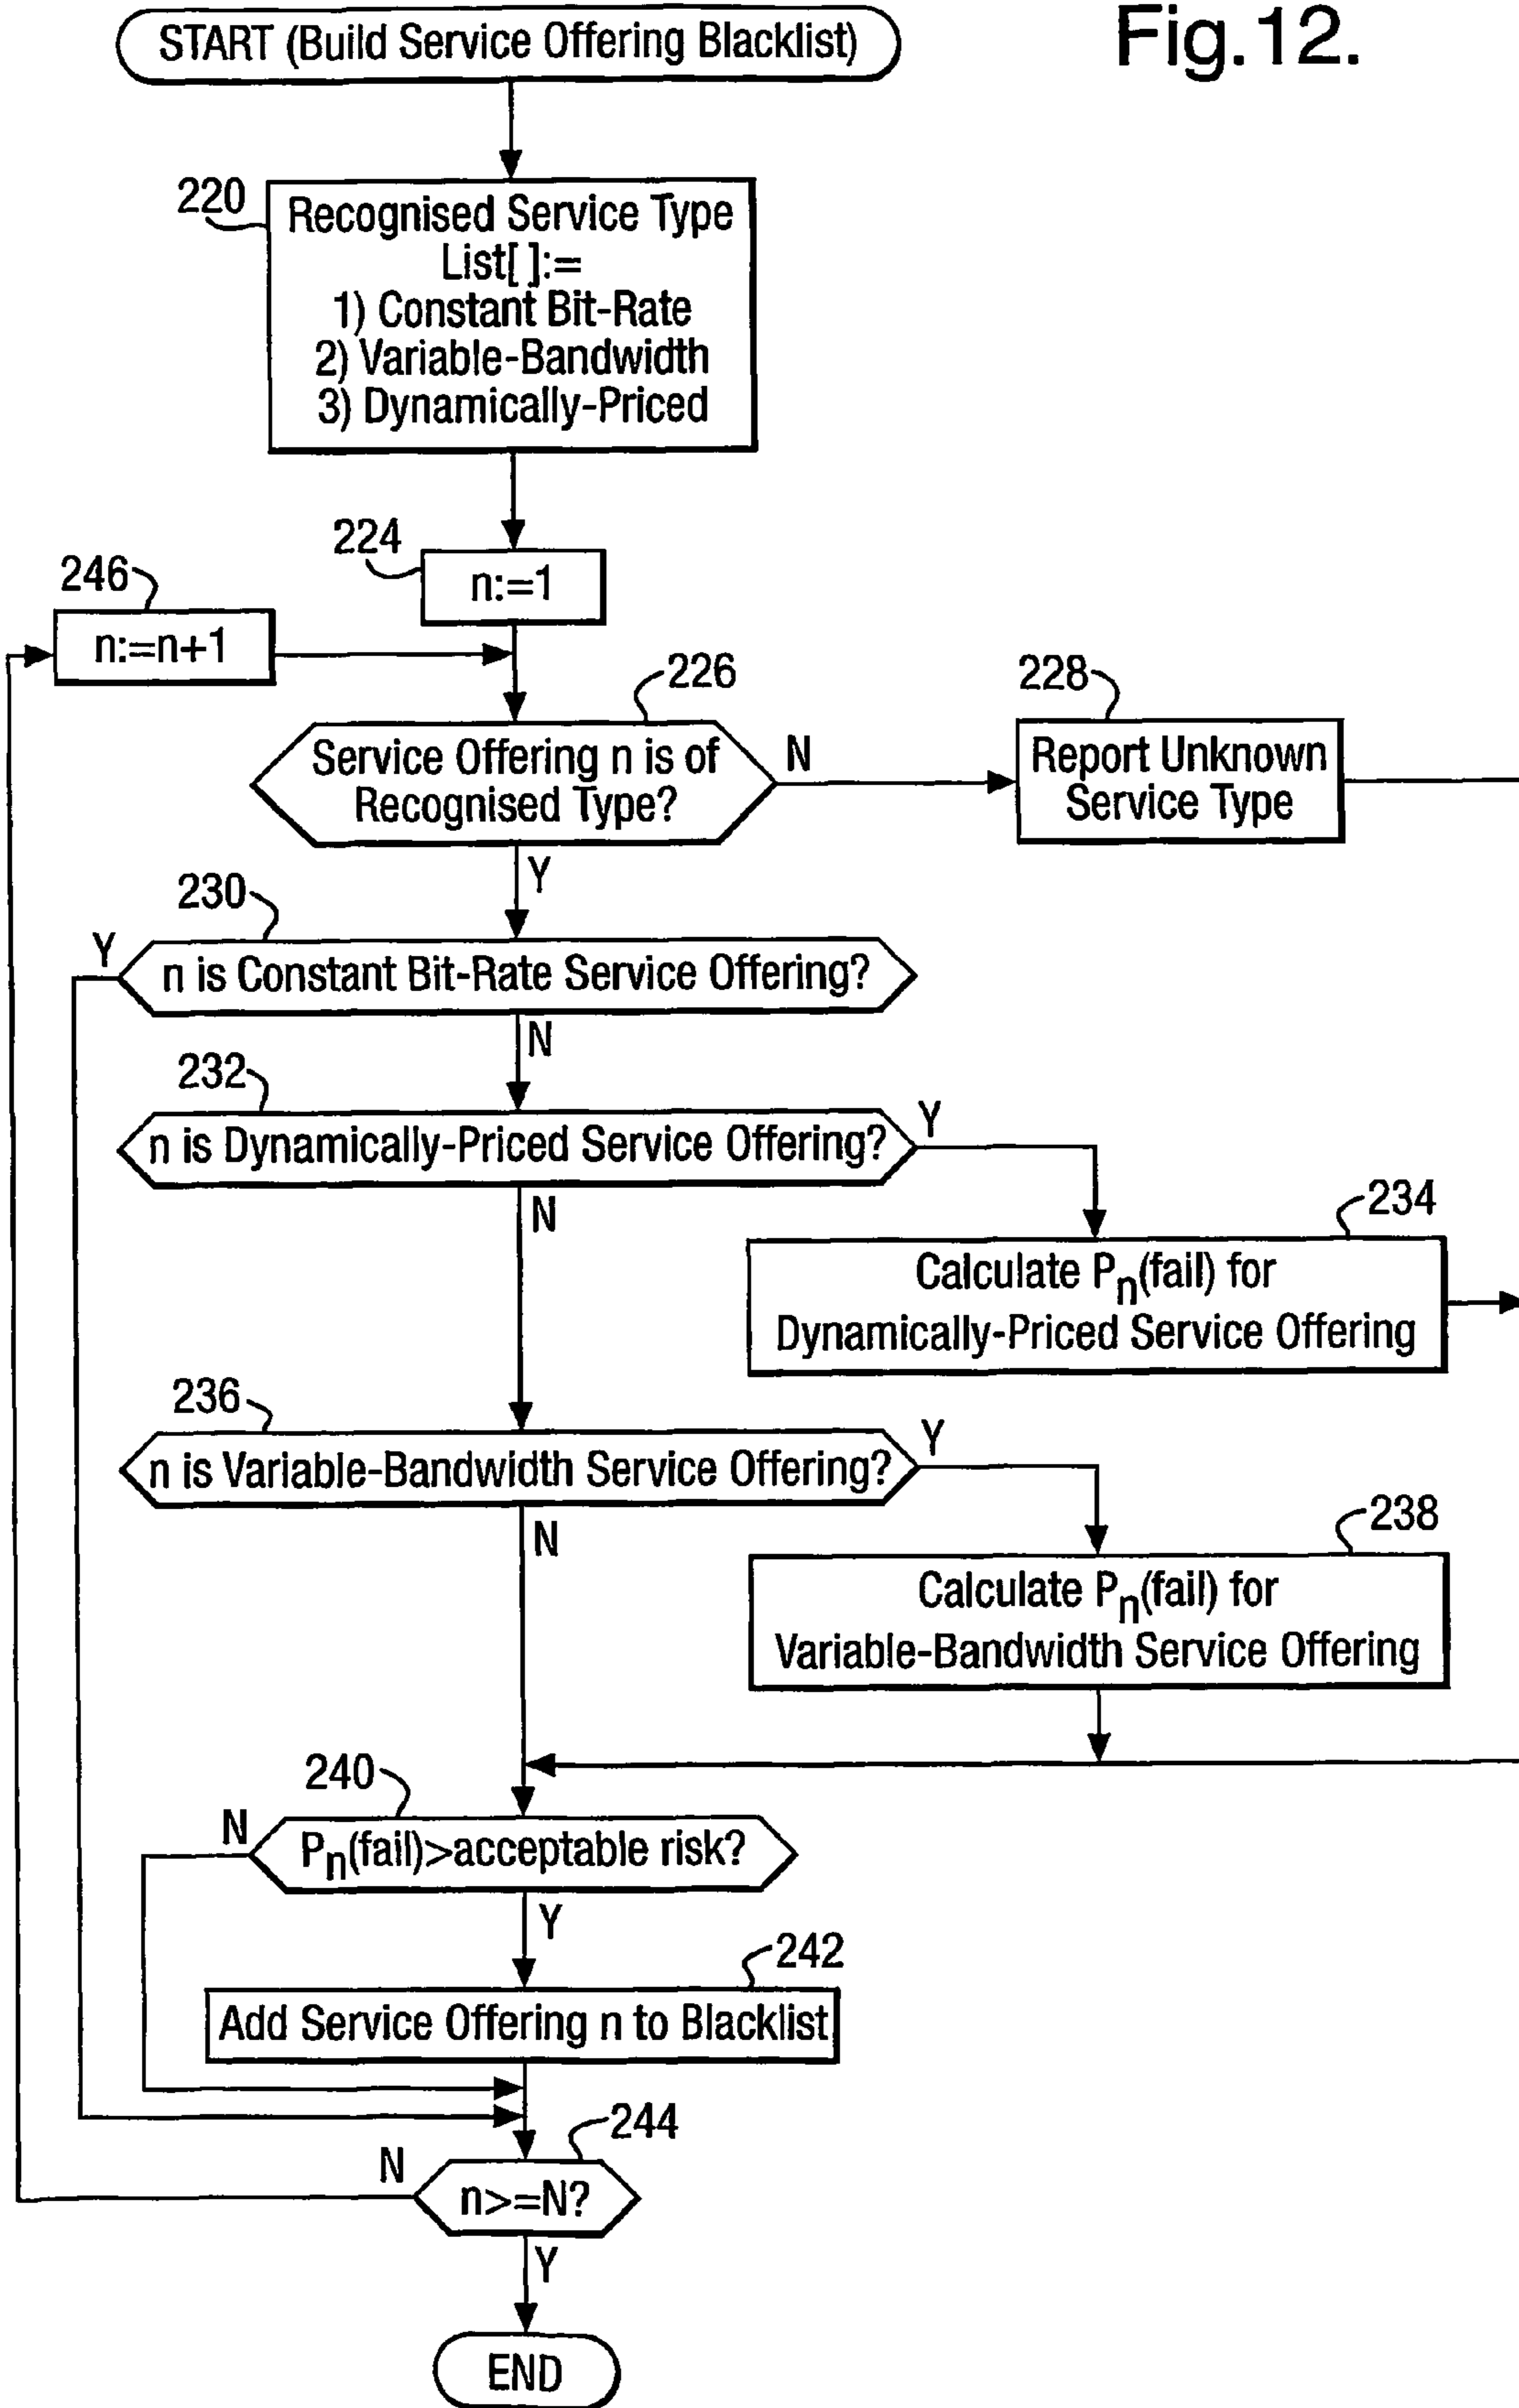 Fig.12.
START (Build Service Offering Blacklist)
220
Recognised Service Type
List[ ]:=
1) Constant Bit-Rate
2) Variable-Bandwidth
3) Dynamically-Priced
224
n:=1
246
n:=n+1
226
Service Offering n is of
Recognised Type?
N
228
Report Unknown
Service Type
Y
230
Y
n is Constant Bit-Rate Service Offering?
N
232
n is Dynamically-Priced Service Offering?
Y
N
234
Calculate Pn(fail) for
Dynamically-Priced Service Offering
236
n is Variable-Bandwidth Service Offering?
Y
N
238
Calculate Pn(fail) for
Variable-Bandwidth Service Offering
240
N
Pn(fail)>acceptable risk?
Y
242
Add Service Offering n to Blacklist
244
N
n>=N?
Y
END